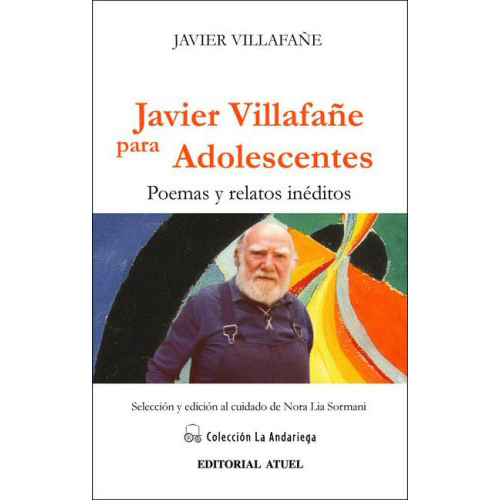 JAVIER VILLAFAÑE
Javier Villafañe
para Adolescentes
Poemas y relatos inéditos
Selección y edición al cuidado de Nora Lia Sormani
Colección La Andariega
EDITORIAL ATUEL